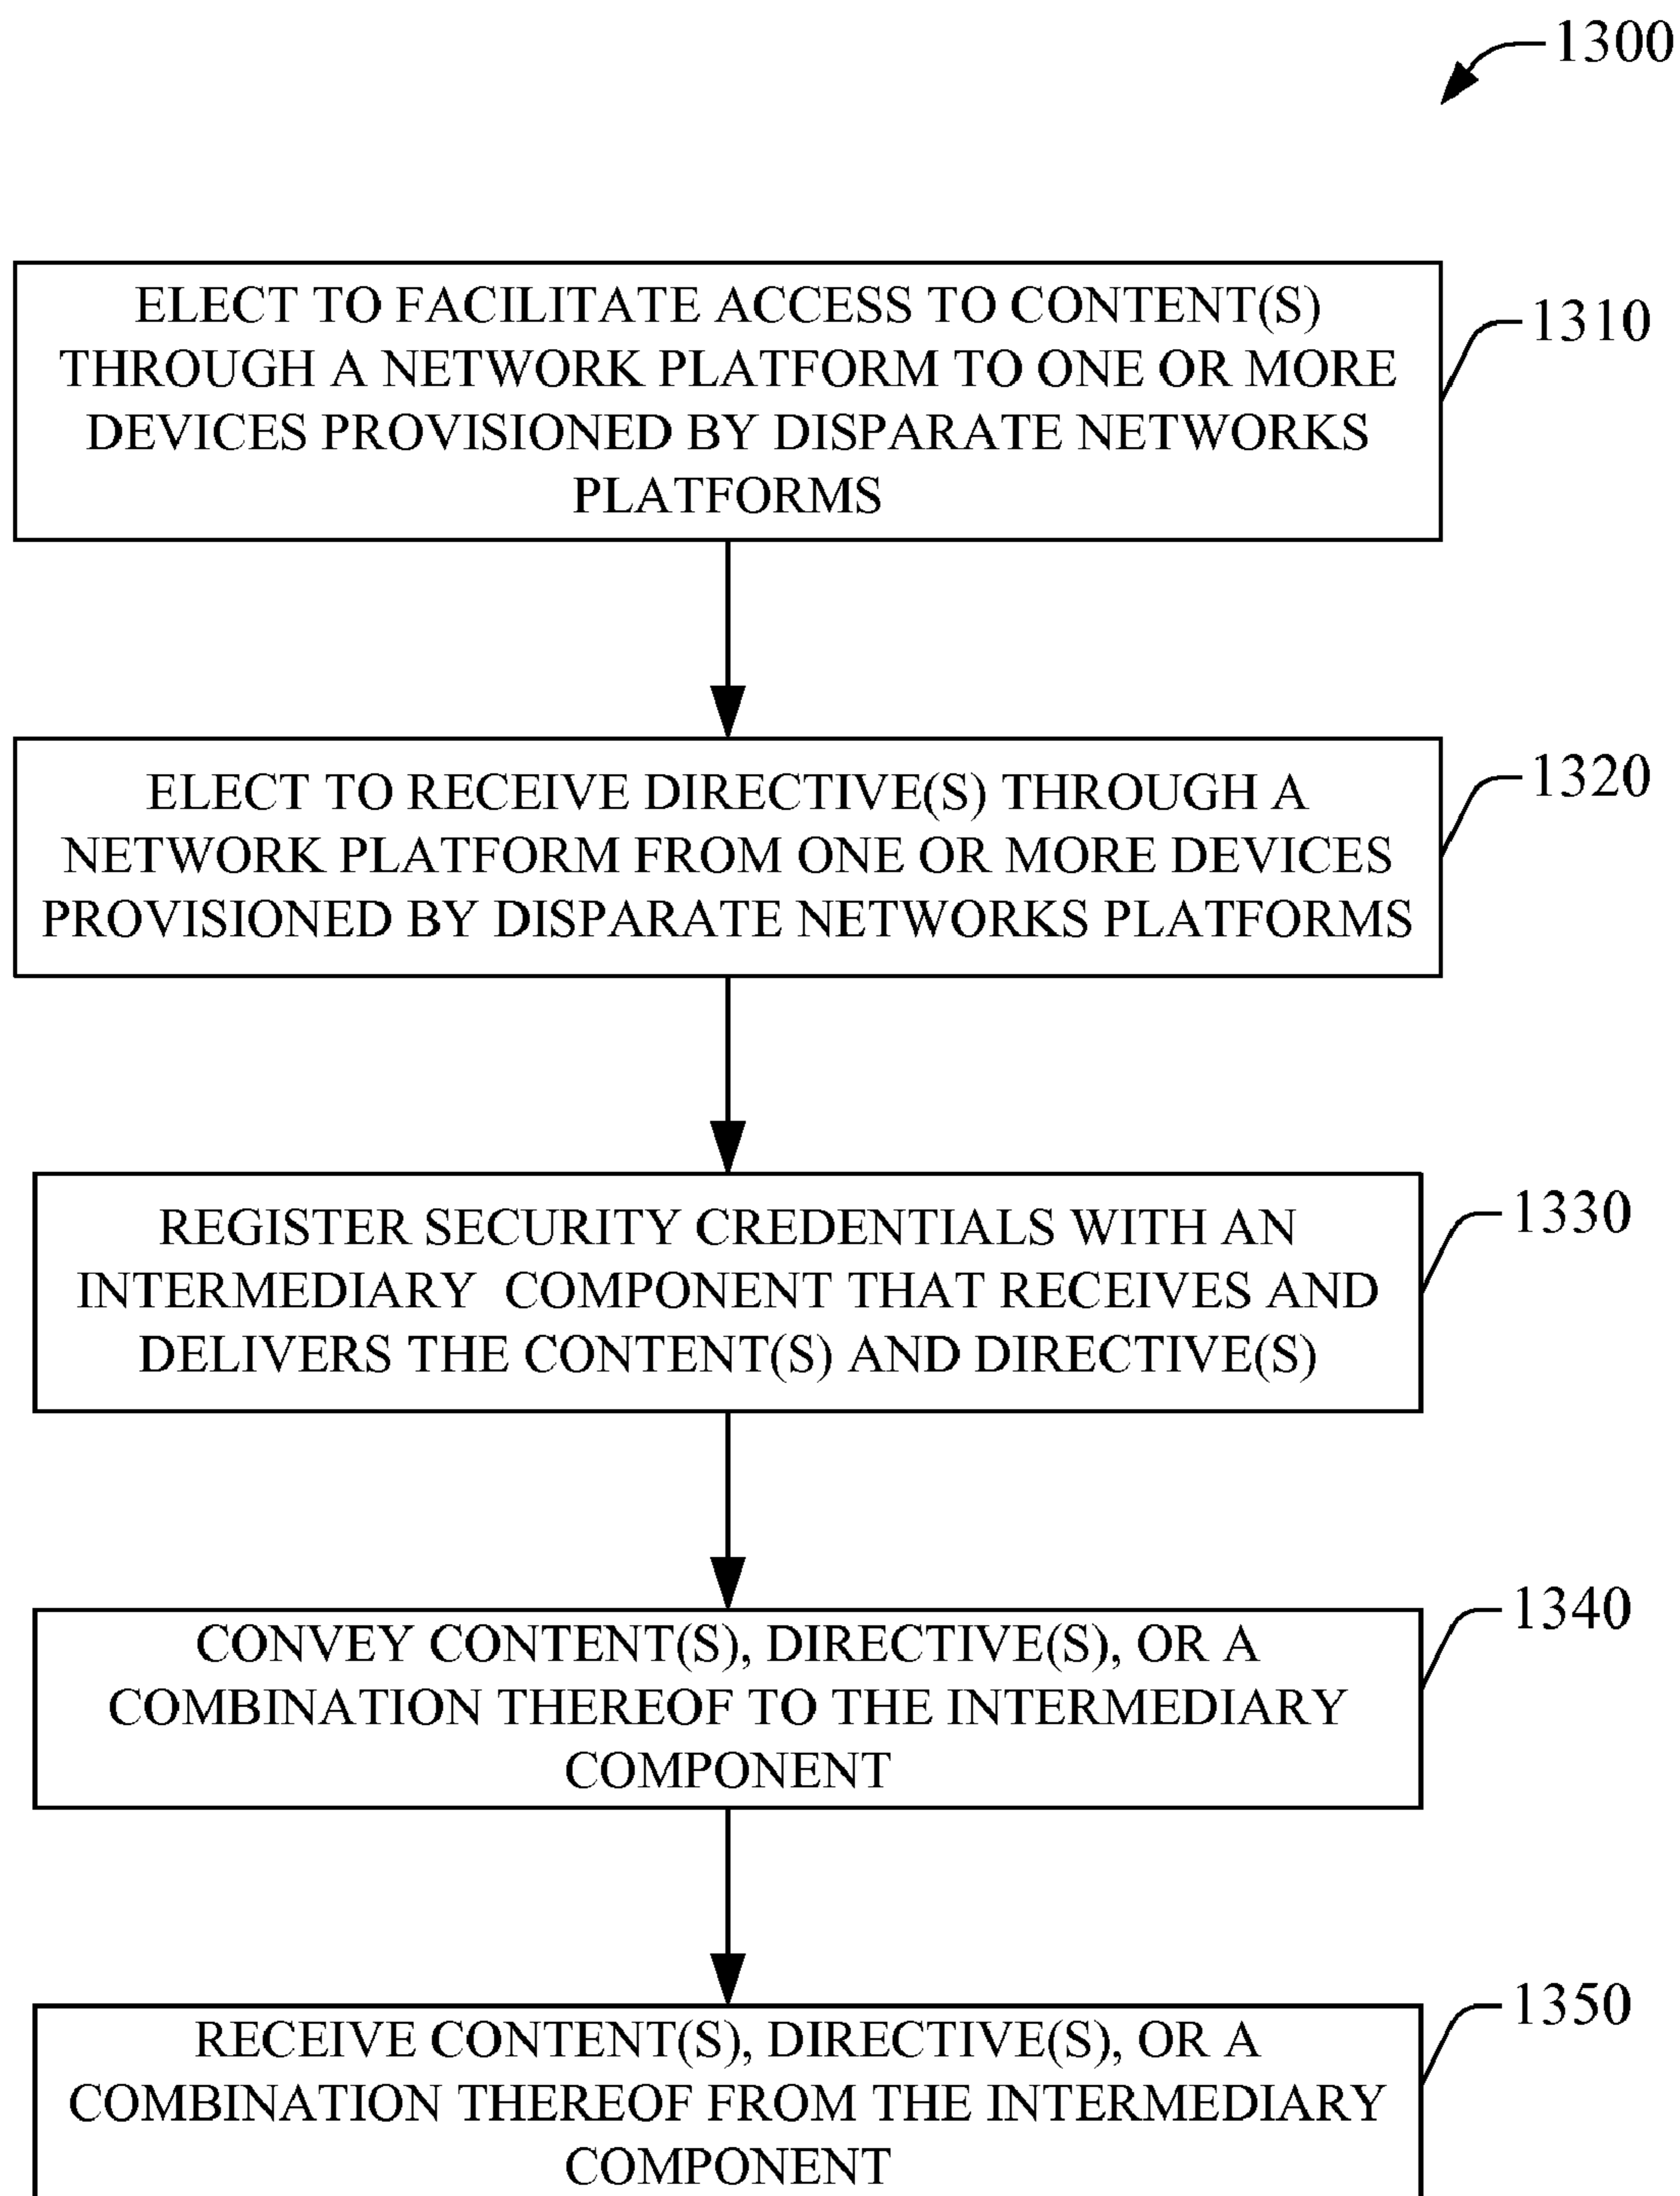 1300
ELECT TO FACILITATE ACCESS TO CONTENT(S)
THROUGH A NETWORK PLATFORM TO ONE OR MORE
DEVICES PROVISIONED BY DISPARATE NETWORKS
PLATFORMS
1310
ELECT TO RECEIVE DIRECTIVE(S) THROUGH A
NETWORK PLATFORM FROM ONE OR MORE DEVICES
PROVISIONED BY DISPARATE NETWORKS PLATFORMS
1320
REGISTER SECURITY CREDENTIALS WITH AN
INTERMEDIARY COMPONENT THAT RECEIVES AND
DELIVERS THE CONTENT(S) AND DIRECTIVE(S)
1330
CONVEY CONTENT(S), DIRECTIVE(S), OR A
COMBINATION THEREOF TO THE INTERMEDIARY
COMPONENT
1340
RECEIVE CONTENT(S), DIRECTIVE(S), OR A
COMBINATION THEREOF FROM THE INTERMEDIARY
COMPONENT
1350